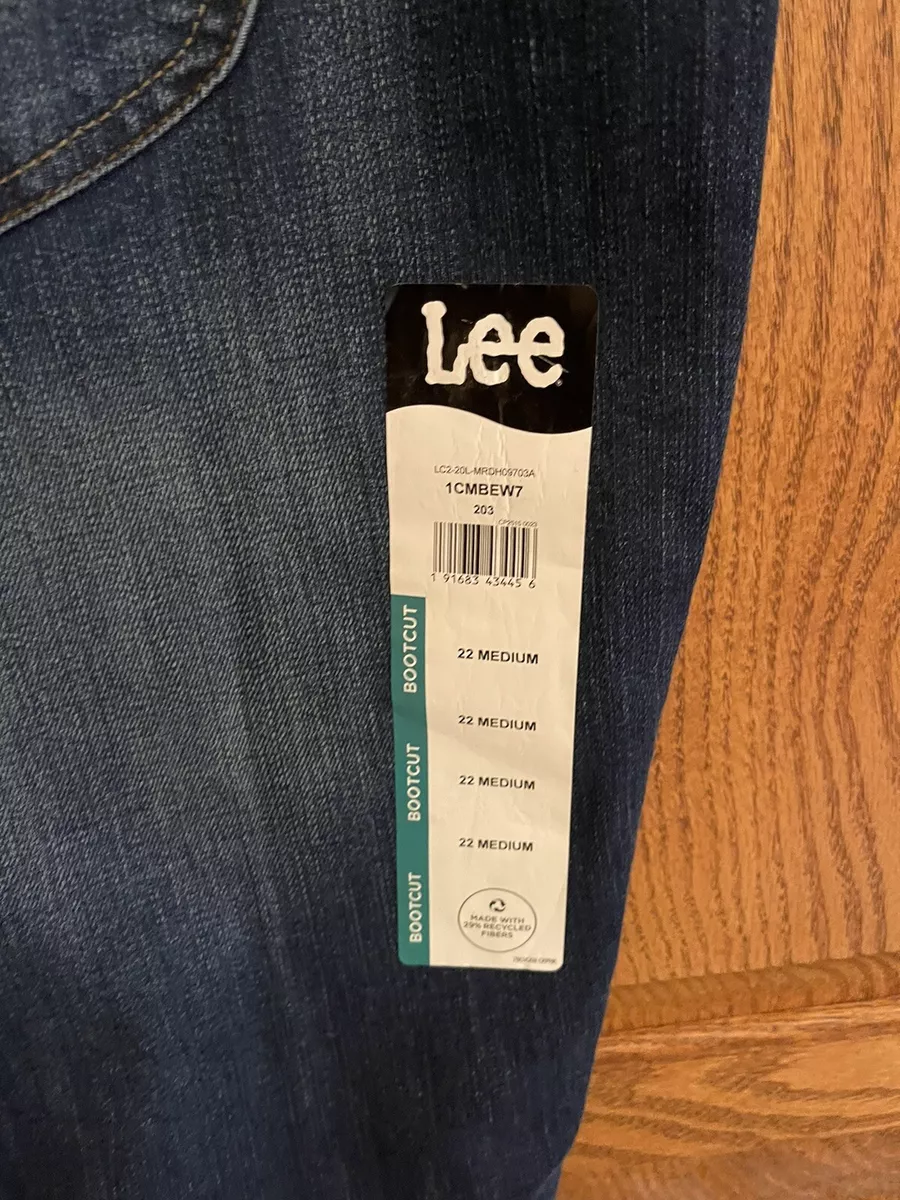 Lee
LC2-20L-MRDH09703A
1CMBEW7
203
1 91683 43445 6
BOOTCUT
22 MEDIUM
22 MEDIUM
BOOTCUT
22 MEDIUM
22 MEDIUM
BOOTCUT
MADE WITH
29% RECYCLED
FIBERS